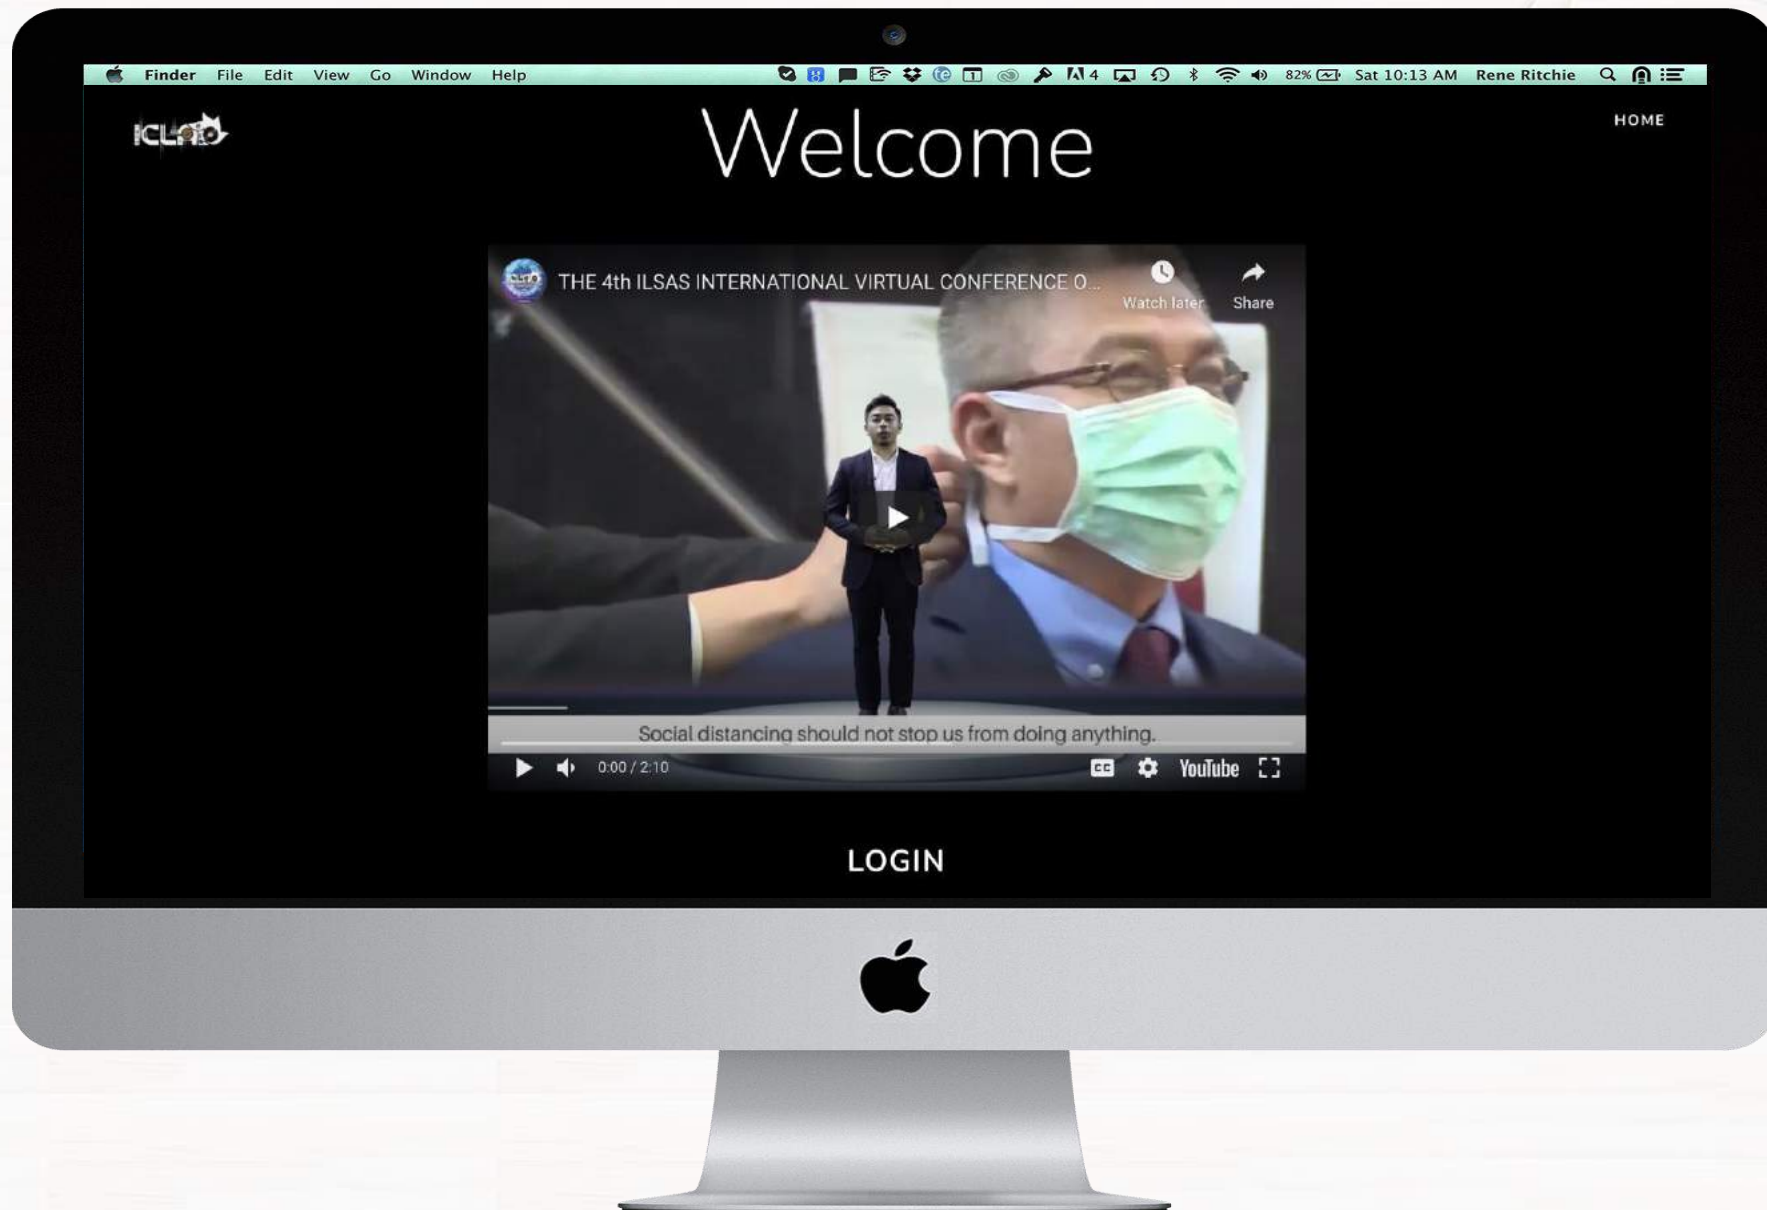 Finder File Edit View Go Window Help 4 82% Sat 10:13 AM Rene Ritchie
Welcome
HOME
THE 4th ILSAS INTERNATIONAL VIRTUAL CONFERENCE O...
Watch later Share
Social distancing should not stop us from doing anything.
0:00 / 2:10 CC YouTube
LOGIN